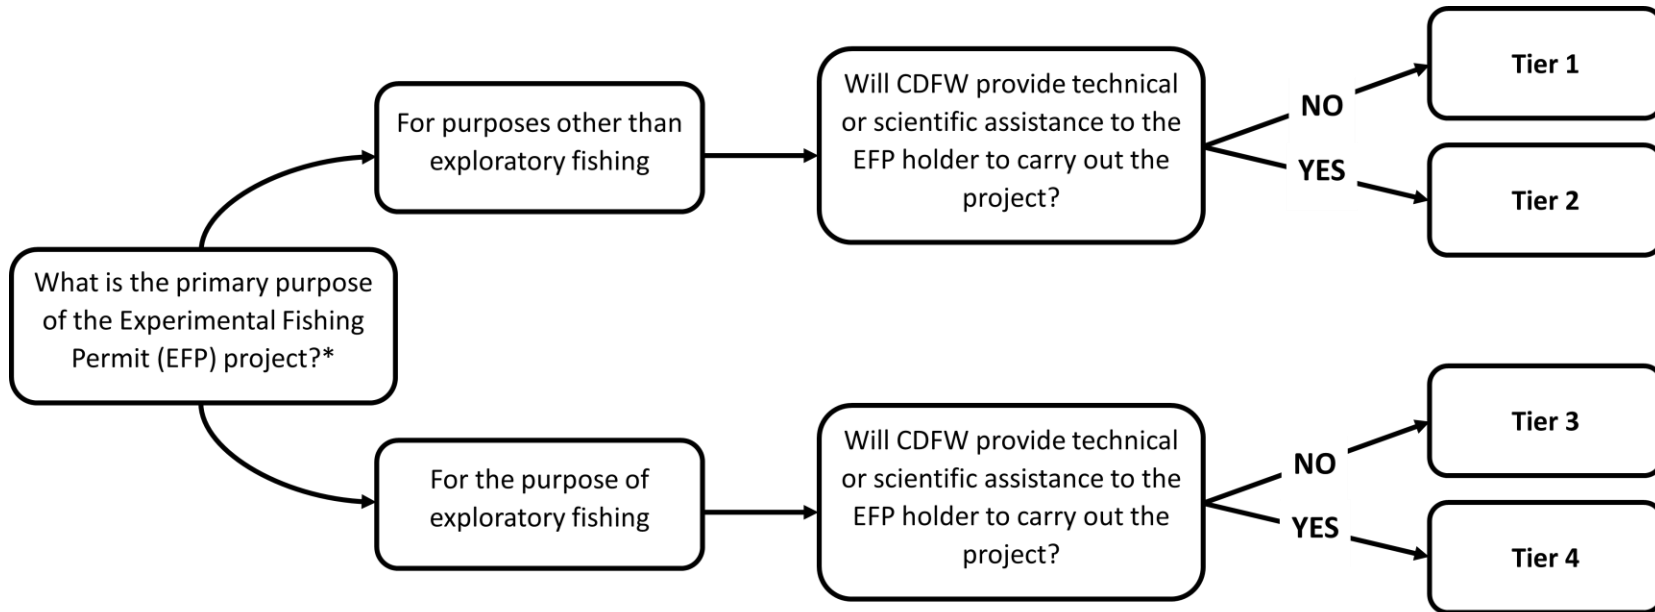 What is the primary purpose
of the Experimental Fishing
Permit (EFP) project?*
For purposes other than
exploratory fishing
Will CDFW provide technical
or scientific assistance to the
EFP holder to carry out the
project?
NO
YES
Tier 1
Tier 2
For the purpose of
exploratory fishing
Will CDFW provide technical
or scientific assistance to the
EFP holder to carry out the
project?
NO
YES
Tier 3
Tier 4